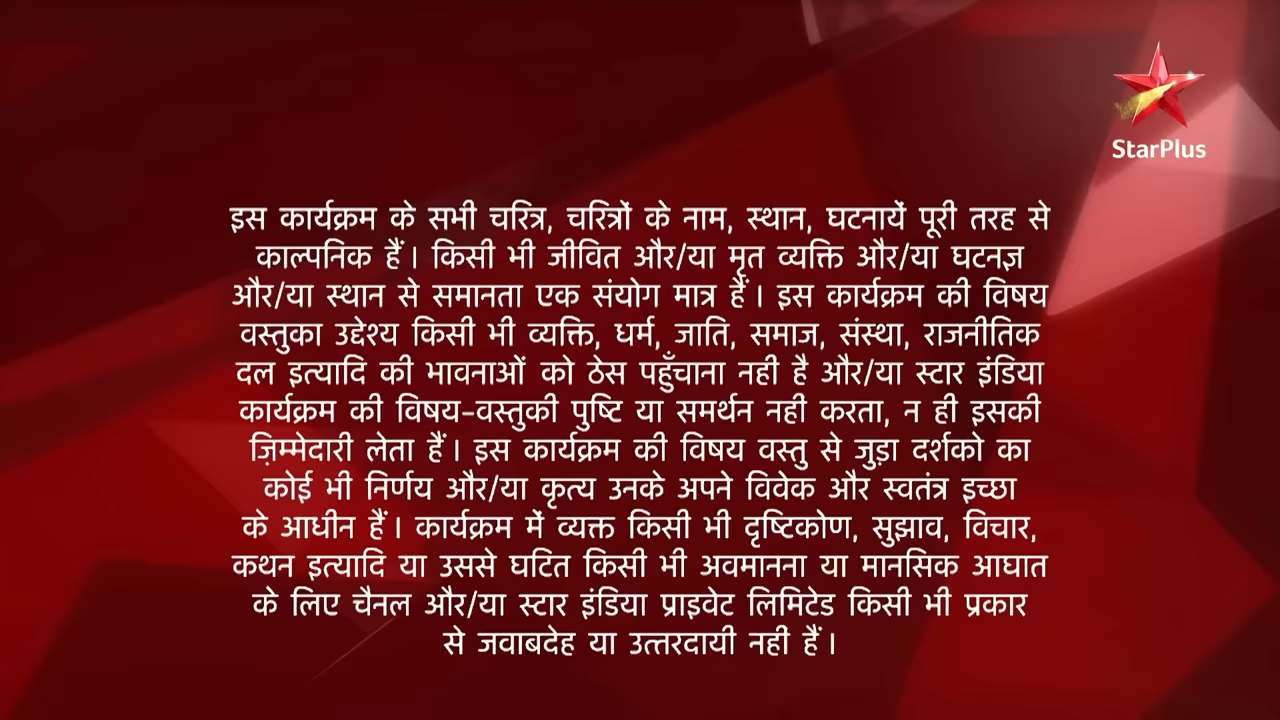 StarPlus
इस कार्यक्रम के सभी चरित्र, चरित्रों के नाम, स्थान, घटनायें पूरी तरह से
काल्पनिक हैं। किसी भी जीवित और/या मृत व्यक्ति और/या घटनज्ञ
और/या स्थान से समानता एक संयोग मात्र हैं। इस कार्यक्रम की विषय
वस्तुका उद्देश्य किसी भी व्यक्ति, धर्म, जाति, समाज, संस्था, राजनीतिक
दल इत्यादि की भावनाओं को ठेस पहुँचाना नही है और/या स्टार इंडिया
कार्यक्रम की विषय-वस्तुकी पुष्टि या समर्थन नही करता, न ही इसकी
ज़िम्मेदारी लेता हैं। इस कार्यक्रम की विषय वस्तु से जुड़ा दर्शको का
कोई भी निर्णय और/या कृत्य उनके अपने विवेक और स्वतंत्र इच्छा
के आधीन हैं। कार्यक्रम में व्यक्त किसी भी दृष्टिकोण, सुझाव, विचार,
कथन इत्यादि या उससे घटित किसी भी अवमानना या मानसिक आघात
के लिए चैनल और/या स्टार इंडिया प्राइवेट लिमिटेड किसी भी प्रकार
से जवाबदेह या उत्तरदायी नही हैं।